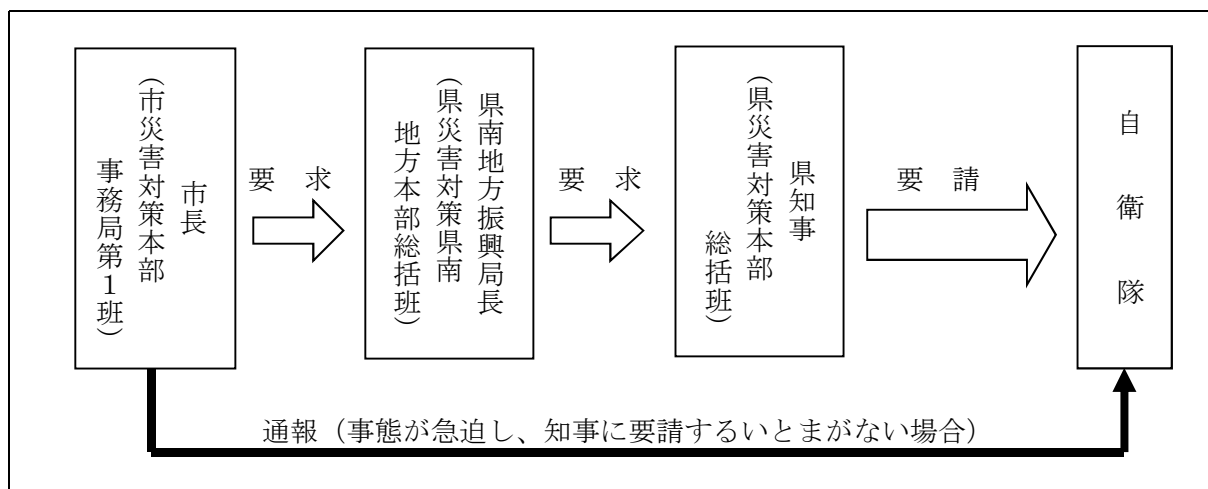 市長
（市災害対策本部
事務局第１班）
要　求
県南地方振興局長
（県災害対策県南
地方本部総括班）
要　求
県知事
（県災害対策本部
総括班）
要　請
自　衛　隊
通報（事態が急迫し、知事に要請するいとまがない場合）